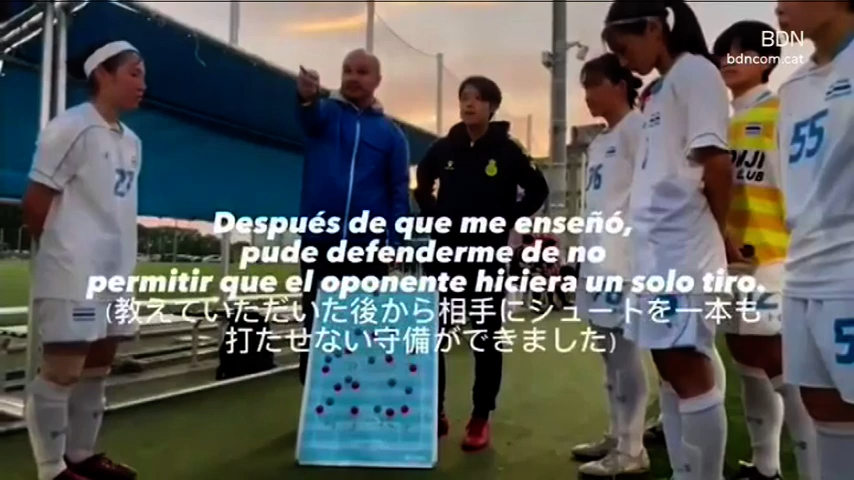 BDN
bdncom.cat
Después de que me enseñó,
pude defenderme de no
permitir que el oponente hiciera un solo tiro.
(教えていただいた後から相手にシュートを一本も
打たせない守備ができました)
55